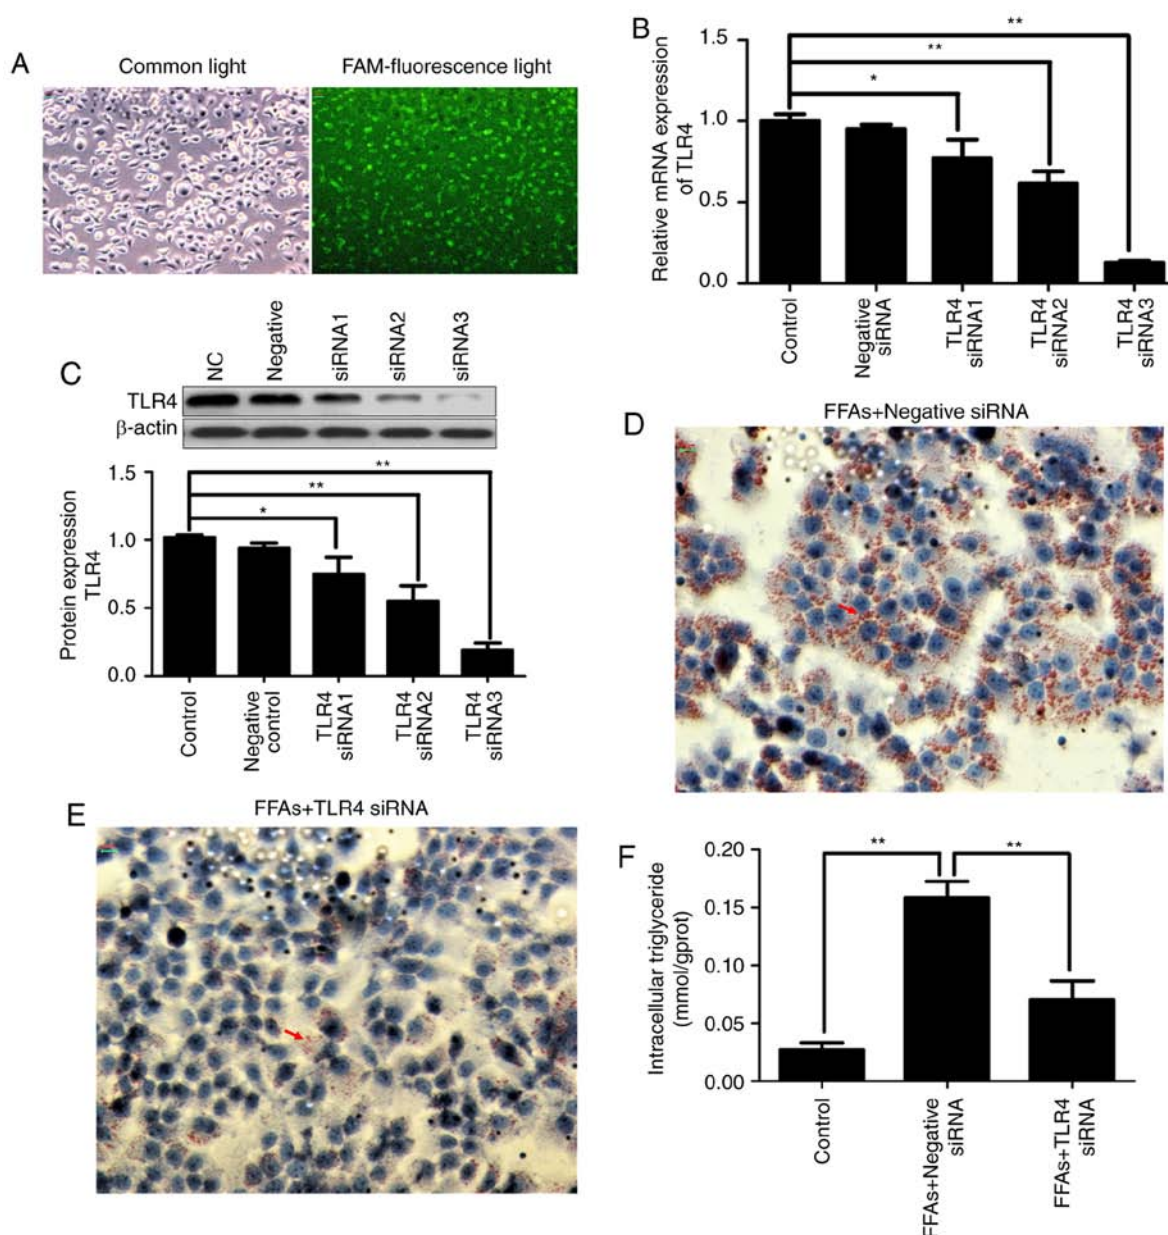 A
Common light
FAM-fluorescence light
B
Relative mRNA expression
of TLR4
1.5
1.0
0.5
0.0
*
**
**
Control
Negative
siRNA
TLR4
siRNA1
TLR4
siRNA2
TLR4
siRNA3
C
NC
Negative
siRNA1
siRNA2
siRNA3
TLR4
β-actin
Protein expression
TLR4
1.5
1.0
0.5
0.0
*
**
**
Control
Negative
control
TLR4
siRNA1
TLR4
siRNA2
TLR4
siRNA3
D
FFAs+Negative siRNA
E
FFAs+TLR4 siRNA
F
Intracellular triglyceride
(mmol/gprot)
0.20
0.15
0.10
0.05
0.00
**
**
Control
FFAs+Negative
siRNA
FFAs+TLR4
siRNA